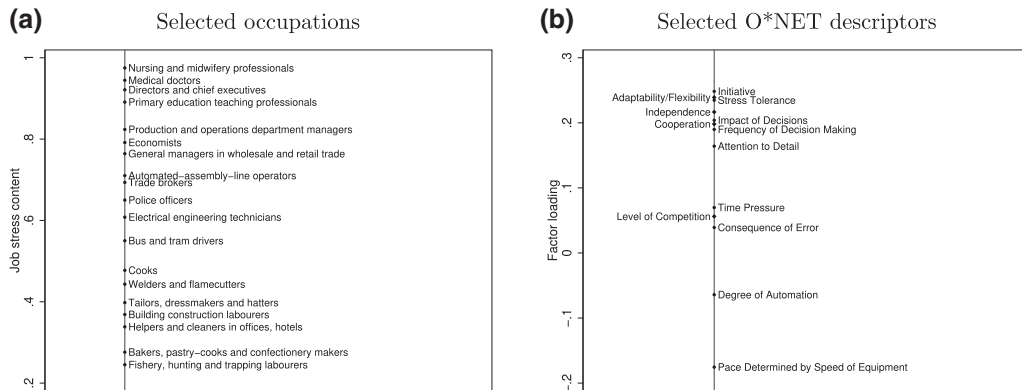 (a) Selected occupations
Job stress content
1
.8
.6
.4
.2
Nursing and midwifery professionals
Medical doctors
Directors and chief executives
Primary education teaching professionals
Production and operations department managers
Economists
General managers in wholesale and retail trade
Automated−assembly−line operators
Trade brokers
Police officers
Electrical engineering technicians
Bus and tram drivers
Cooks
Welders and flamecutters
Tailors, dressmakers and hatters
Building construction labourers
Helpers and cleaners in offices, hotels
Bakers, pastry−cooks and confectionery makers
Fishery, hunting and trapping labourers
(b) Selected O*NET descriptors
Factor loading
.3
.2
.1
0
−.1
−.2
Initiative
Adaptability/Flexibility
Stress Tolerance
Independence
Impact of Decisions
Cooperation
Frequency of Decision Making
Attention to Detail
Time Pressure
Level of Competition
Consequence of Error
Degree of Automation
Pace Determined by Speed of Equipment